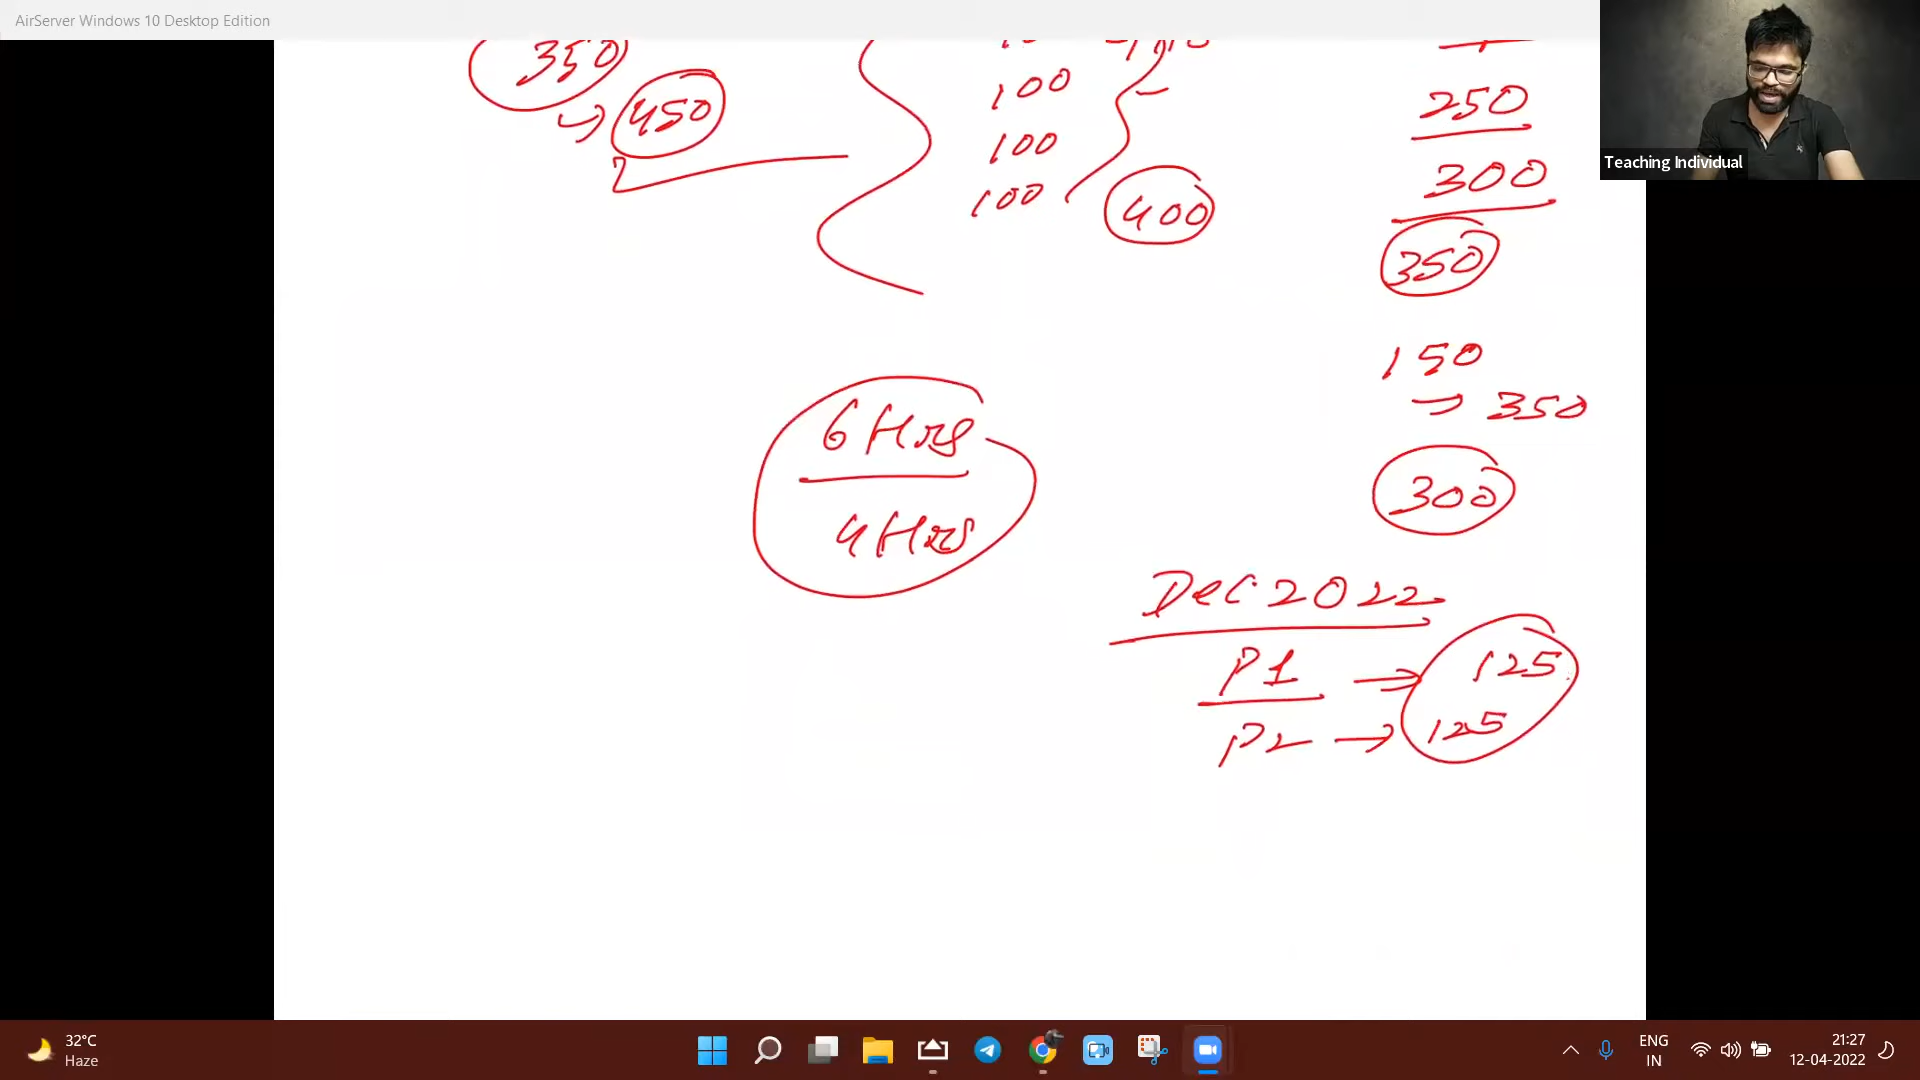 AirServer Windows 10 Desktop Edition
Teaching Individual
350
450
100
100
100
400
250
300
350
150
→ 350
300
6 Hrs
4 Hrs
Dec 2022
P1 → 125
P2 → 125
32°C
Haze
ENG
IN
21:27
12-04-2022